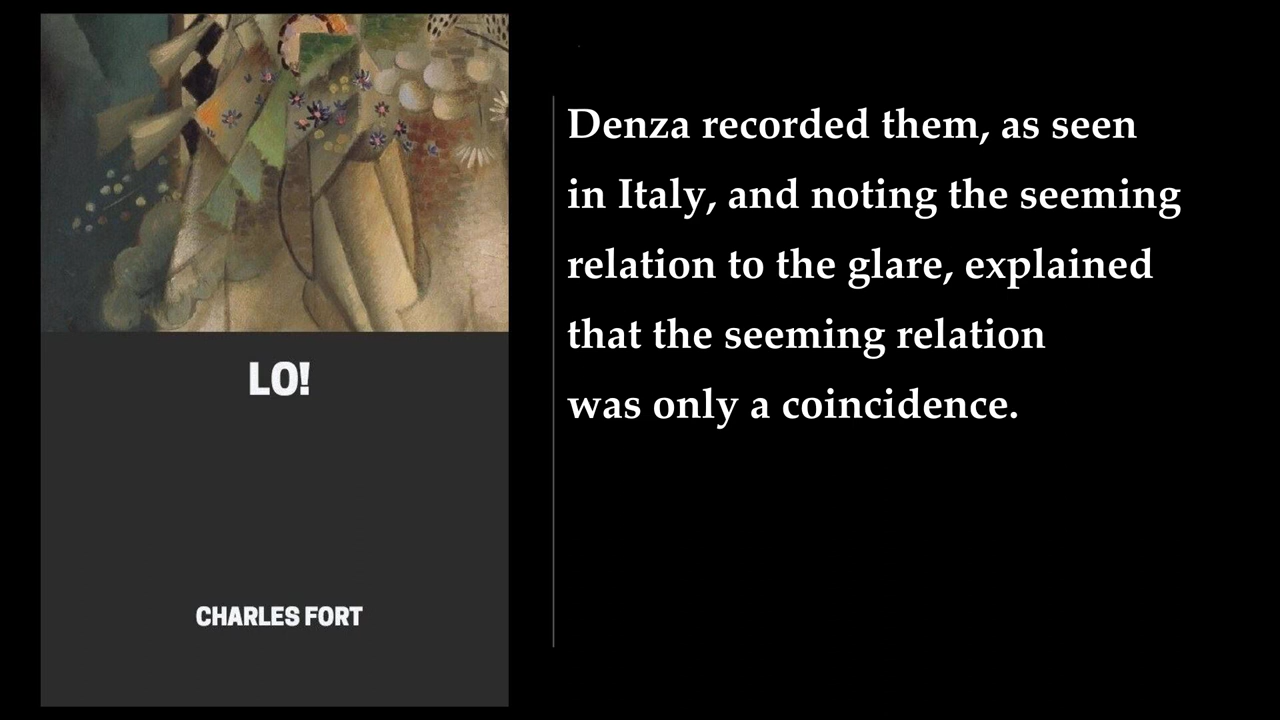 LO!
CHARLES FORT
Denza recorded them, as seen
in Italy, and noting the seeming
relation to the glare, explained
that the seeming relation
was only a coincidence.